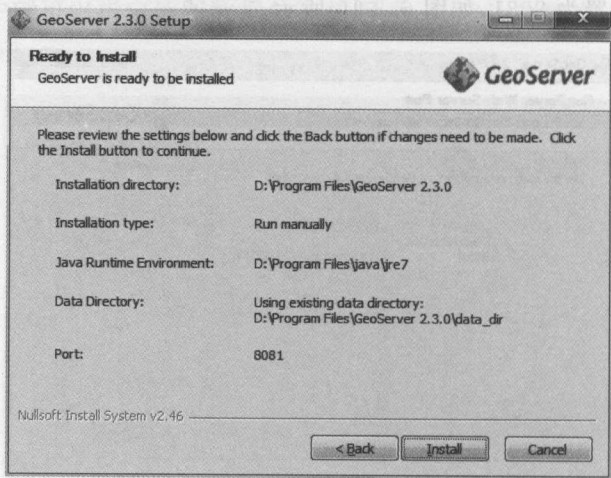 GeoServer 2.3.0 Setup
Ready to Install
GeoServer is ready to be installed
GeoServer
Please review the settings below and click the Back button if changes need to be made. Click
the Install button to continue.
Installation directory: D:\Program Files\GeoServer 2.3.0
Installation type: Run manually
Java Runtime Environment: D:\Program Files\java\jre7
Data Directory: Using existing data directory:
D:\Program Files\GeoServer 2.3.0\data_dir
Port: 8081
Nullsoft Install System v2.46
< Back Install Cancel